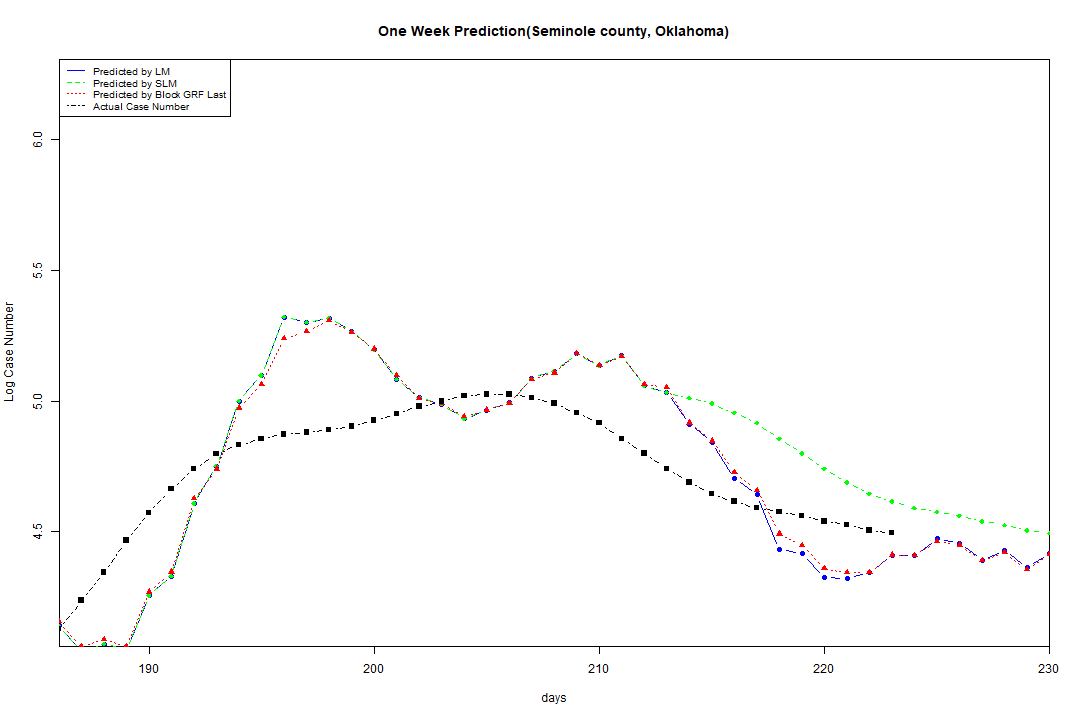 One Week Prediction(Seminole county, Oklahoma)
Predicted by LM
Predicted by SLM
Predicted by Block GRF Last
Actual Case Number
6.0
5.5
5.0
4.5
Log Case Number
190 200 210 220 230
days